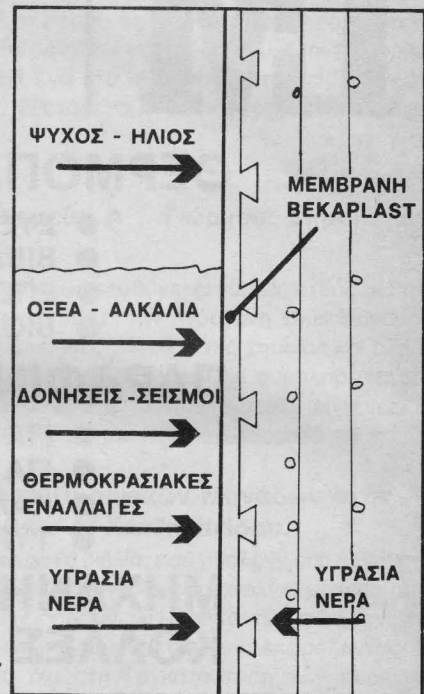 ΨΥΧΟΣ - ΗΛΙΟΣ
ΜΕΜΒΡΑΝΗ
BEKAPLAST
ΟΞΕΑ - ΑΛΚΑΛΙΑ
ΔΟΝΗΣΕΙΣ -ΣΕΙΣΜΟΙ
ΘΕΡΜΟΚΡΑΣΙΑΚΕΣ
ΕΝΑΛΛΑΓΕΣ
ΥΓΡΑΣΙΑ
ΝΕΡΑ
ΥΓΡΑΣΙΑ
ΝΕΡΑ